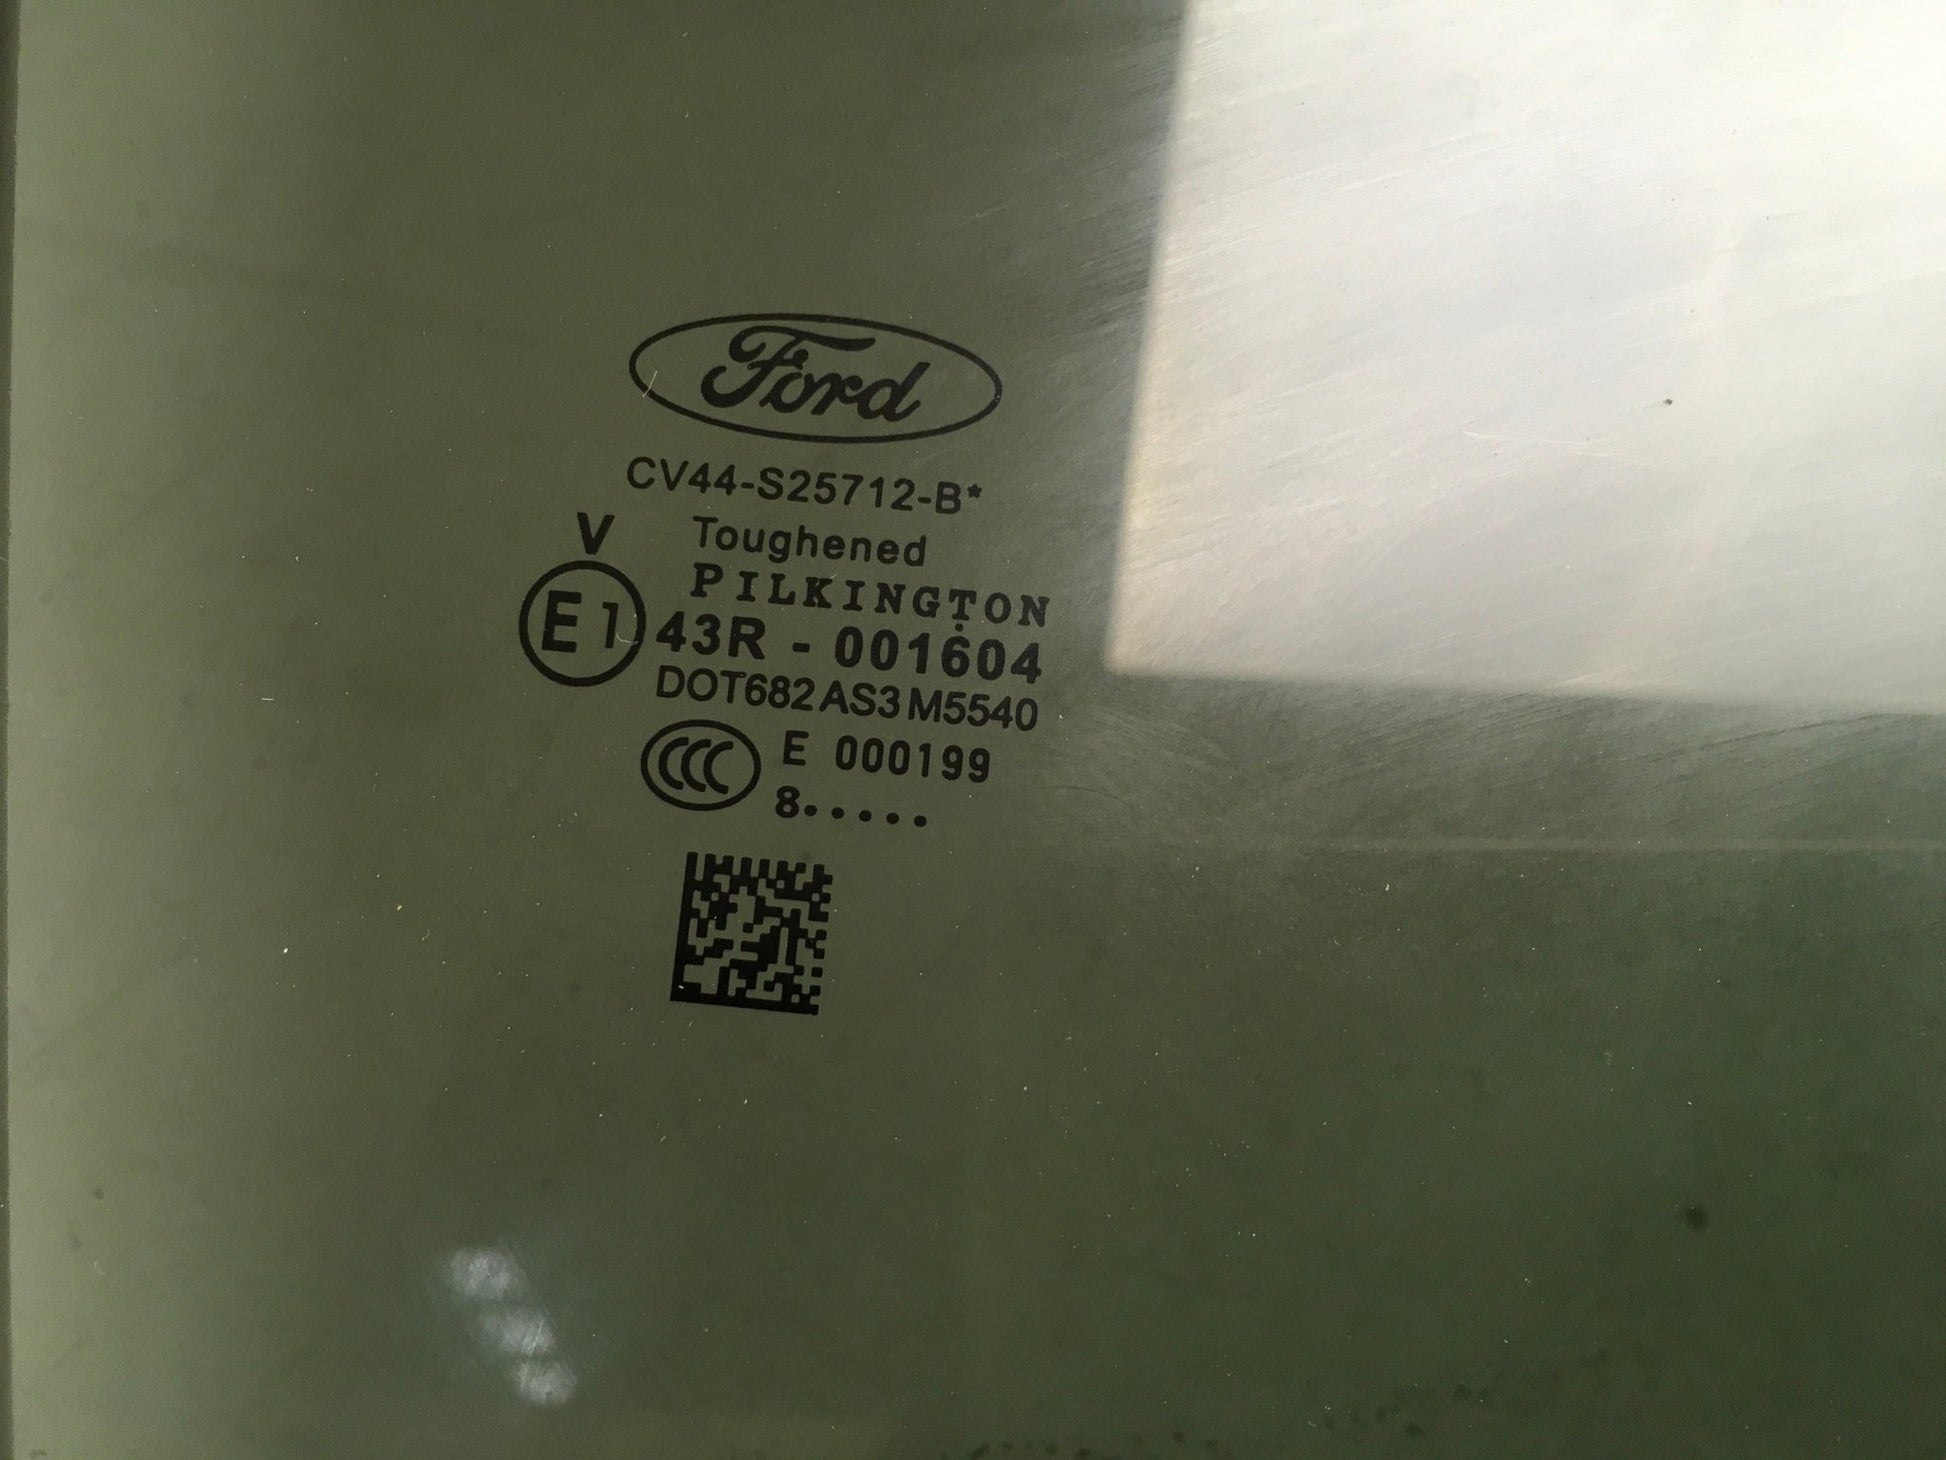 Ford
CV44-S25712-B*
V Toughened
PILKINGTON
E1 43R - 001604
DOT682 AS3 M5540
CCC E 000199
8.....